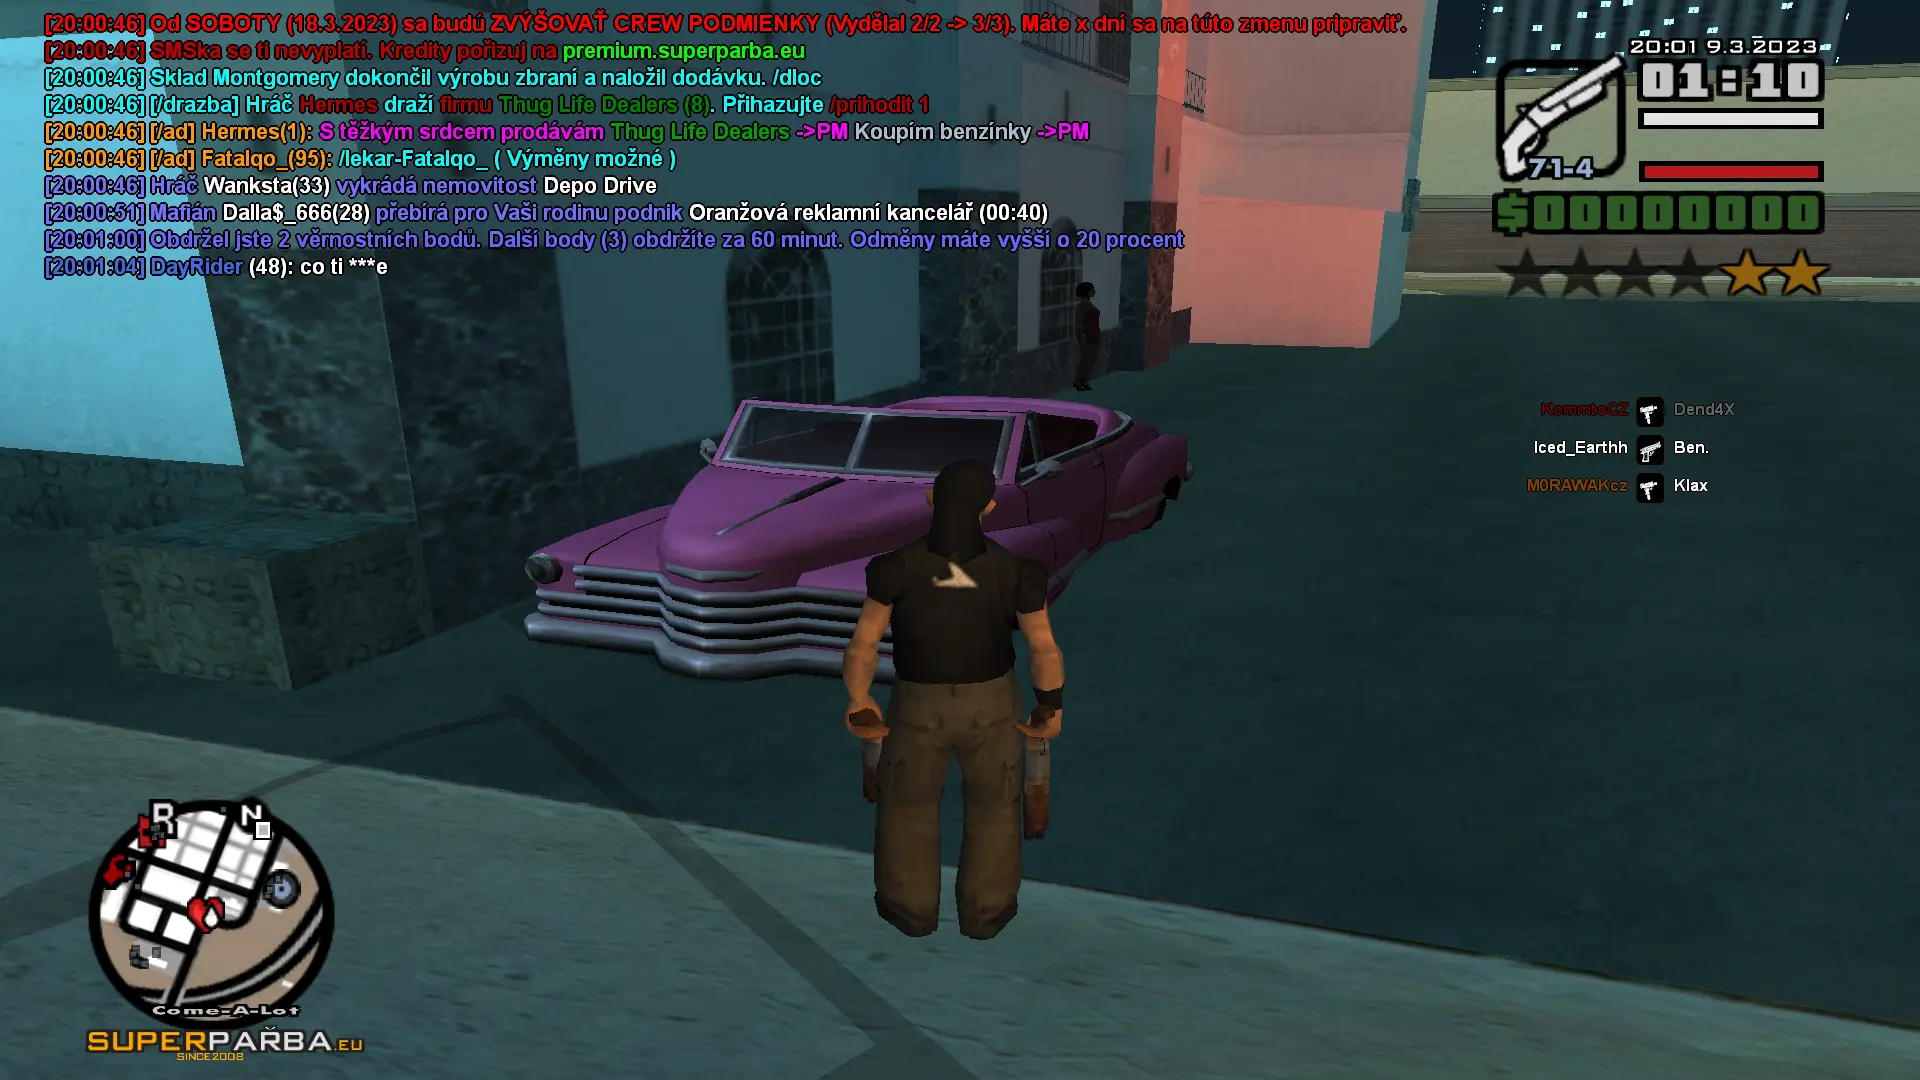 [20:00:46] Od SOBOTY (18.3.2023) sa budú ZVÝŠOVAŤ CREW PODMIENKY (Vydělal 2/2 -> 3/3). Máte x dní sa na túto zmenu pripraviť.
[20:00:46] SMSka se ti nevyplatí. Kredity pořizuj na premium.superparba.eu
[20:00:46] Sklad Montgomery dokončil výrobu zbraní a naložil dodávku. /dloc
[20:00:46] [/drazba] Hráč Hermes draží firmu Thug Life Dealers (8). Přihazujte /prihodit 1
[20:00:46] [/ad] Hermes(1): S těžkým srdcem prodávám Thug Life Dealers ->PM Koupím benzínky ->PM
[20:00:46] [/ad] Fatalqo_(95): /lekar-Fatalqo_ ( Výměny možné )
[20:00:46] Hráč Wanksta(33) vykrádá nemovitost Depo Drive
[20:00:51] Mafián Dalla$_666(28) přebírá pro Vaši rodinu podnik Oranžová reklamní kancelář (00:40)
[20:01:00] Obdržel jste 2 věrnostních bodů. Další body (3) obdržíte za 60 minut. Odměny máte vyšší o 20 procent
[20:01:04] DayRider (48): co ti ***e
20:01 9.3.2023
01:10
71-4
$00000000
KommtoCZ Dend4X
Iced_Earthh Ben.
M0RAWAKcz Klax
R
N
Come-A-Lot
SUPERPAŘBA.EU
SINCE2008